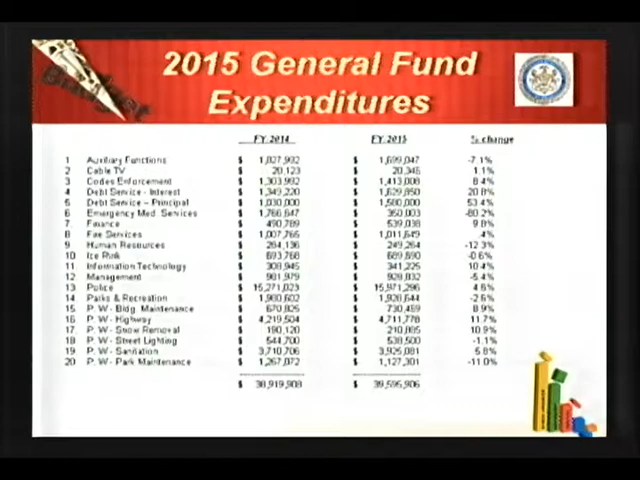 2015 General Fund
Expenditures
FY 2014 FY 2015 % change
1 Auxiliary Functions $ 1,827,992 $ 1,699,047 -7.1%
2 Cable TV $ 20,123 $ 20,345 1.1%
3 Codes Enforcement $ 1,303,992 $ 1,413,008 8.4%
4 Debt Service - Interest $ 1,349,220 $ 1,629,850 20.8%
5 Debt Service - Principal $ 1,030,000 $ 1,580,000 53.4%
6 Emergency Med. Services $ 1,766,647 $ 350,003 -80.2%
7 Finance $ 490,789 $ 539,038 9.8%
8 Fire Services $ 1,007,765 $ 1,011,649 .4%
9 Human Resources $ 284,136 $ 249,264 -12.3%
10 Ice Rink $ 693,768 $ 689,690 -0.6%
11 Information Technology $ 308,945 $ 341,225 10.4%
12 Management $ 981,979 $ 928,832 -5.4%
13 Police $ 15,271,023 $ 15,971,296 4.6%
14 Parks & Recreation $ 1,980,602 $ 1,928,644 -2.6%
15 P. W - Bldg. Maintenance $ 670,825 $ 730,469 8.9%
16 P. W - Highway $ 4,219,504 $ 4,711,778 11.7%
17 P. W - Snow Removal $ 190,120 $ 210,885 10.9%
18 P. W - Street Lighting $ 544,700 $ 538,500 -1.1%
19 P. W - Sanitation $ 3,710,706 $ 3,925,081 5.8%
20 P. W - Park Maintenance $ 1,267,072 $ 1,127,301 -11.0%
$ 38,919,908 $ 39,595,906